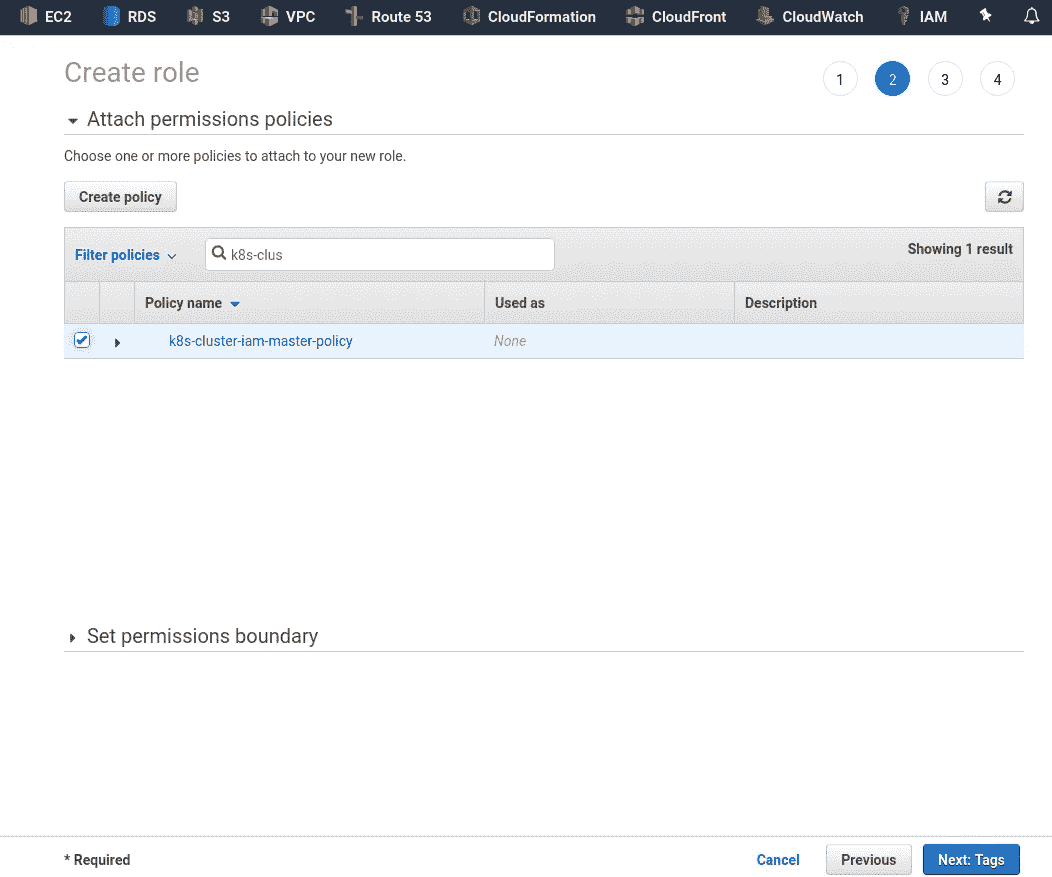 EC2 RDS S3 VPC Route 53 CloudFormation CloudFront CloudWatch IAM
Create role
1 2 3 4
Attach permissions policies
Choose one or more policies to attach to your new role.
Create policy
Filter policies k8s-clus Showing 1 result
Policy name Used as Description
k8s-cluster-iam-master-policy None
Set permissions boundary
* Required Cancel Previous Next: Tags